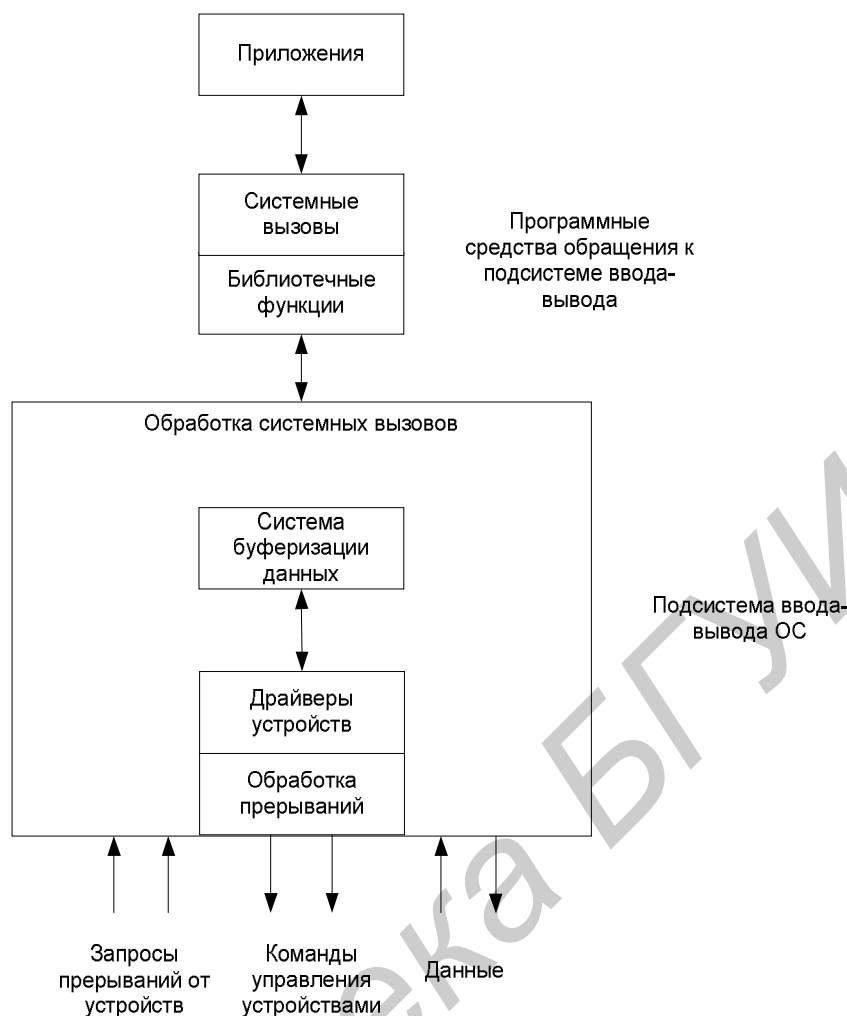 Приложения
Системные
вызовы
Библиотечные
функции
Программные
средства обращения к
подсистеме ввода-
вывода
Обработка системных вызовов
Система
буферизации
данных
Подсистема ввода-
вывода ОС
Драйверы
устройств
Обработка
прерываний
Запросы
прерываний от
устройств
Команды
управления
устройствами
Данные